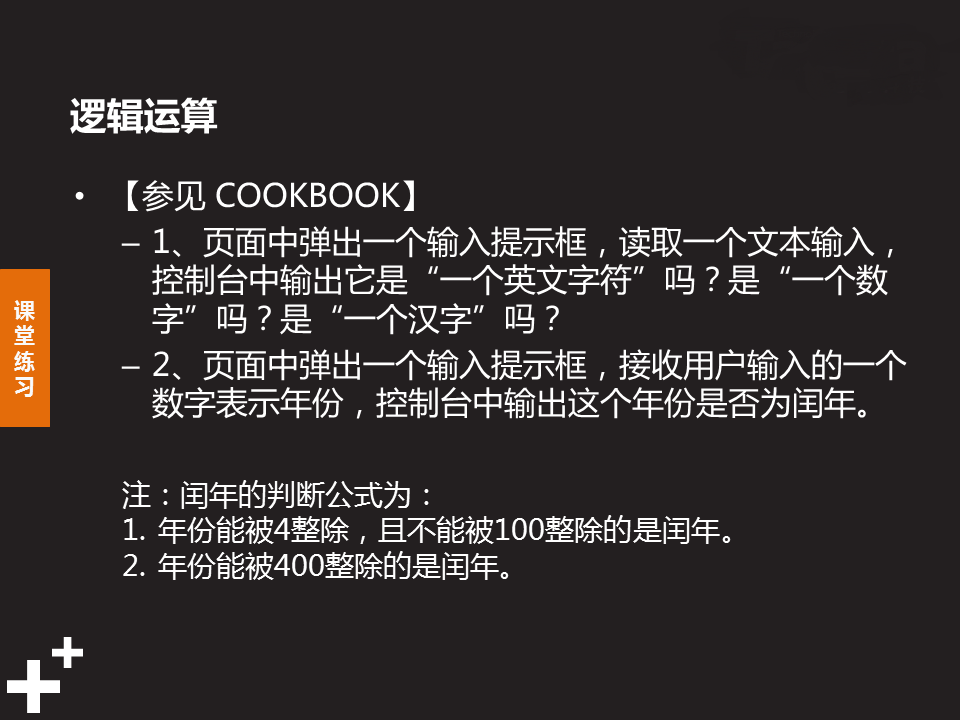 逻辑运算
• 【参见 COOKBOOK】
– 1、页面中弹出一个输入提示框，读取一个文本输入，
控制台中输出它是“一个英文字符”吗？是“一个数
字”吗？是“一个汉字”吗？
– 2、页面中弹出一个输入提示框，接收用户输入的一个
数字表示年份，控制台中输出这个年份是否为闰年。
课
堂
练
习
注：闰年的判断公式为：
1. 年份能被4整除，且不能被100整除的是闰年。
2. 年份能被400整除的是闰年。